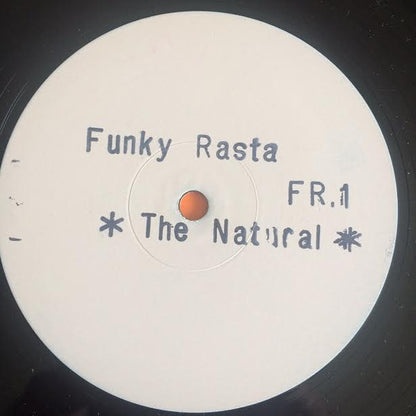 Funky Rasta
FR.1
* The Natural *